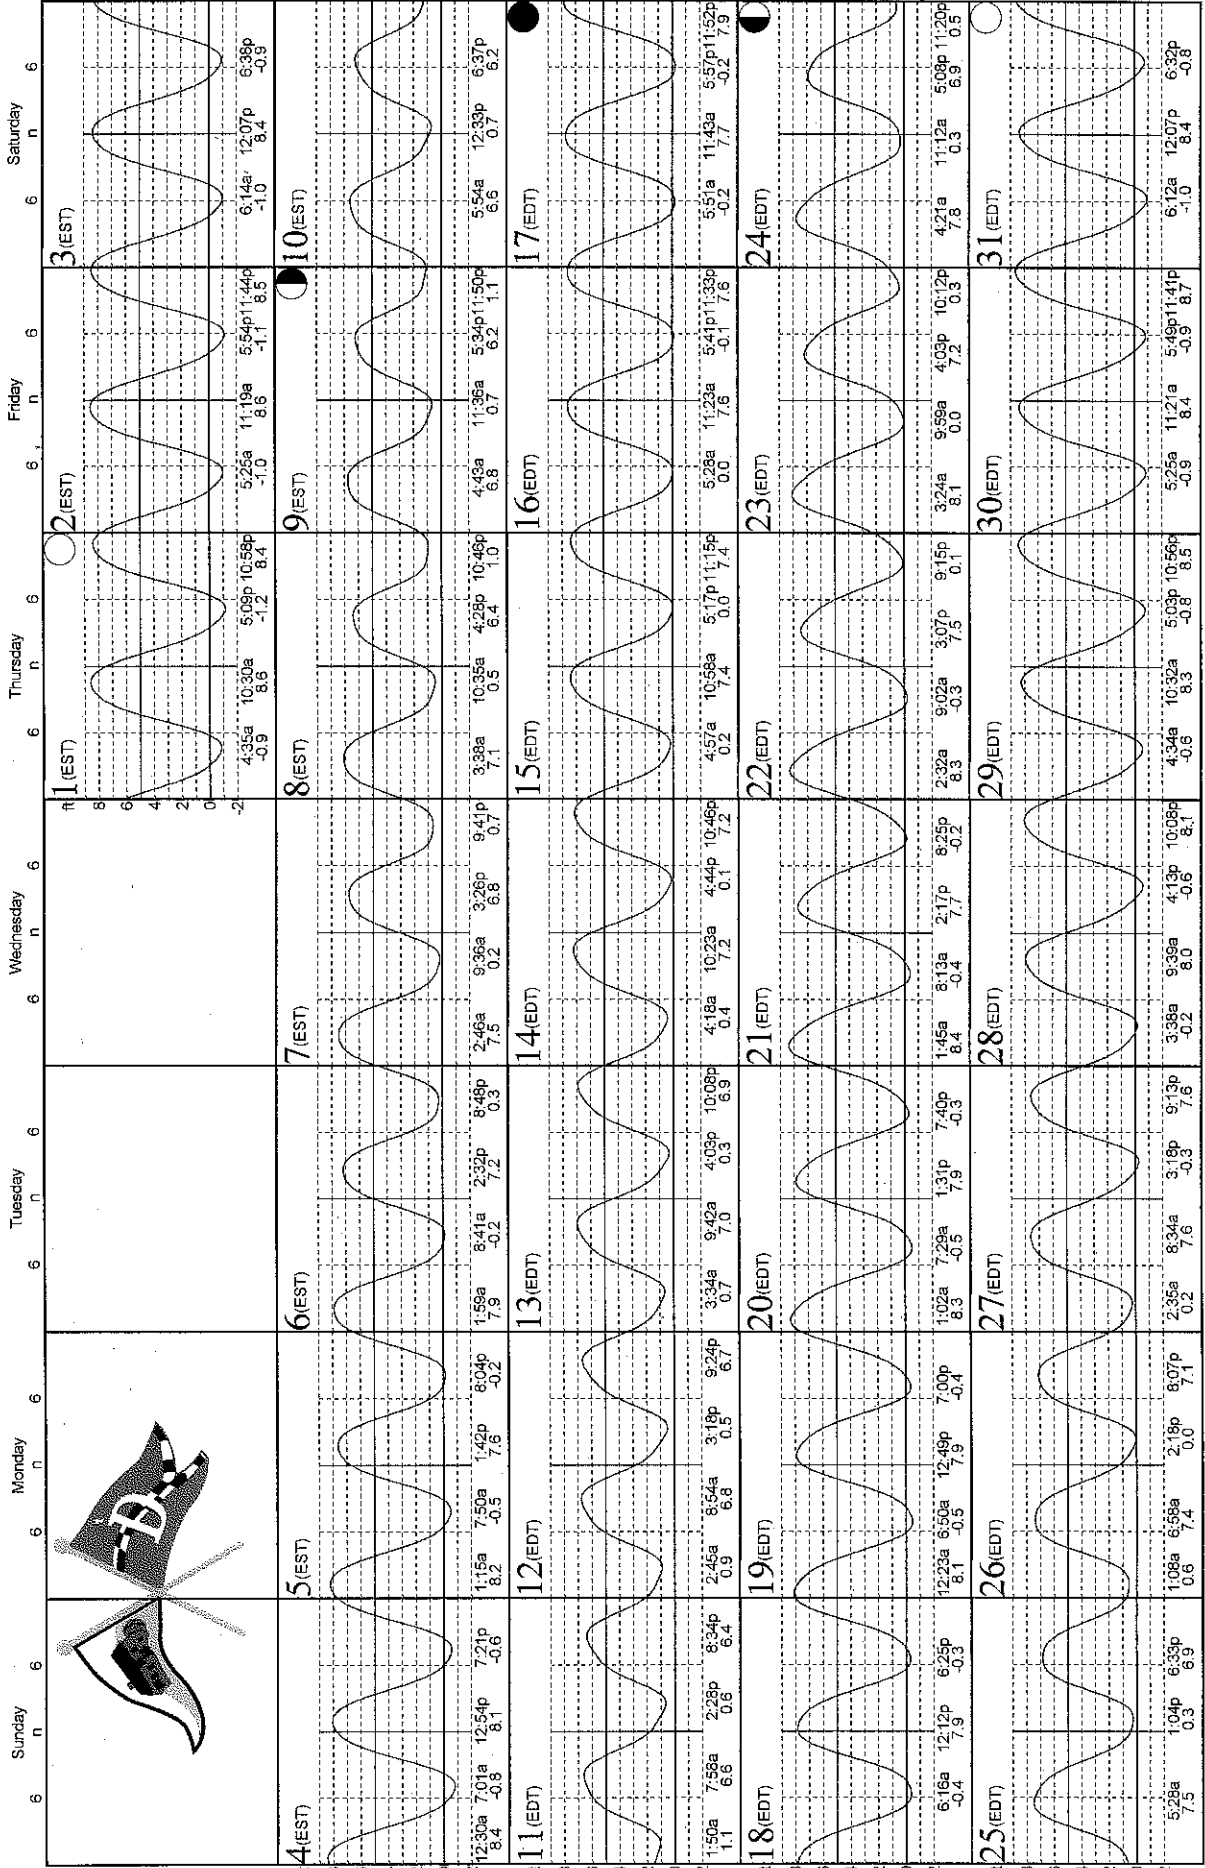 Sunday Monday Tuesday Wednesday Thursday Friday Saturday
6 n 6 6 n 6 6 n 6 6 n 6 6 n 6 6 n 6 6 n 6
D
ft
8
6
4
2
0
-2
1(EST)
4:35a 10:30a 5:09p 10:58p
-0.9 8.6 -1.2 8.4
2(EST)
5:25a 11:19a 5:54p 11:44p
-1.0 8.6 -1.1 8.5
3(EST)
6:14a 12:07p 6:38p
-1.0 8.4 -0.9
4(EST)
12:30a 7:01a 12:54p 7:21p
8.4 -0.8 8.1 -0.6
5(EST)
1:15a 7:50a 1:42p 8:04p
8.2 -0.5 7.6 -0.2
6(EST)
1:59a 8:41a 2:32p 8:48p
7.9 -0.2 7.2 0.3
7(EST)
2:46a 9:36a 3:26p 9:41p
7.5 0.2 6.8 0.7
8(EST)
3:38a 10:35a 4:28p 10:46p
7.1 0.5 6.4 1.0
9(EST)
4:43a 11:36a 5:34p 11:50p
6.8 0.7 6.2 1.1
10(EST)
5:54a 12:33p 6:37p
6.6 0.7 6.2
11(EDT)
1:50a 7:58a 2:28p 8:34p
1.1 6.6 0.6 6.4
12(EDT)
2:45a 8:54a 3:18p 9:24p
0.9 6.8 0.5 6.7
13(EDT)
3:34a 9:42a 4:03p 10:08p
0.7 7.0 0.3 6.9
14(EDT)
4:18a 10:23a 4:44p 10:46p
0.4 7.2 0.1 7.2
15(EDT)
4:57a 10:58a 5:17p 11:15p
0.2 7.4 0.0 7.4
16(EDT)
5:28a 11:23a 5:41p 11:33p
0.0 7.6 -0.1 7.6
17(EDT)
5:51a 11:43a 5:57p 11:52p
-0.2 7.7 -0.2 7.9
18(EDT)
6:16a 12:12p 6:25p
-0.4 7.9 -0.3
19(EDT)
12:23a 6:50a 12:49p 7:00p
8.1 -0.5 7.9 -0.4
20(EDT)
1:02a 7:29a 1:31p 7:40p
8.3 -0.5 7.9 -0.3
21(EDT)
1:45a 8:13a 2:17p 8:25p
8.4 -0.4 7.7 -0.2
22(EDT)
2:32a 9:02a 3:07p 9:15p
8.3 -0.3 7.5 0.1
23(EDT)
3:24a 9:59a 4:03p 10:12p
8.1 0.0 7.2 0.3
24(EDT)
4:21a 11:12a 5:08p 11:20p
7.8 0.3 6.9 0.5
25(EDT)
5:28a 1:04p 6:33p
7.5 0.3 6.9
26(EDT)
1:08a 6:58a 2:18p 8:07p
0.6 7.4 0.0 7.1
27(EDT)
2:35a 8:34a 3:18p 9:13p
0.2 7.6 -0.3 7.6
28(EDT)
3:38a 9:39a 4:13p 10:08p
-0.2 8.0 -0.6 8.1
29(EDT)
4:34a 10:32a 5:03p 10:56p
-0.6 8.3 -0.8 8.5
30(EDT)
5:25a 11:21a 5:49p 11:41p
-0.9 8.4 -0.9 8.7
31(EDT)
6:12a 12:07p 6:32p
-1.0 8.4 -0.8